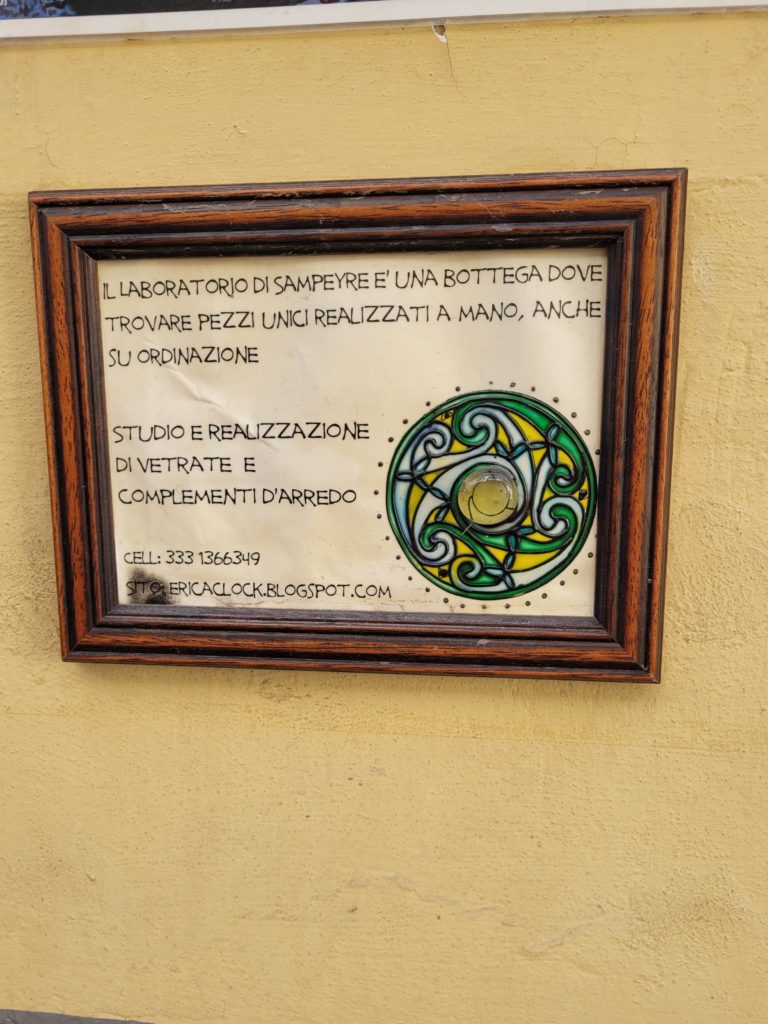 IL LABORATORIO DI SAMPEYRE E' UNA BOTTEGA DOVE
TROVARE PEZZI UNICI REALIZZATI A MANO, ANCHE
SU ORDINAZIONE
STUDIO E REALIZZAZIONE
DI VETRATE E
COMPLEMENTI D'ARREDO
CELL: 333 1366349
SITO: ERICACLOCK.BLOGSPOT.COM